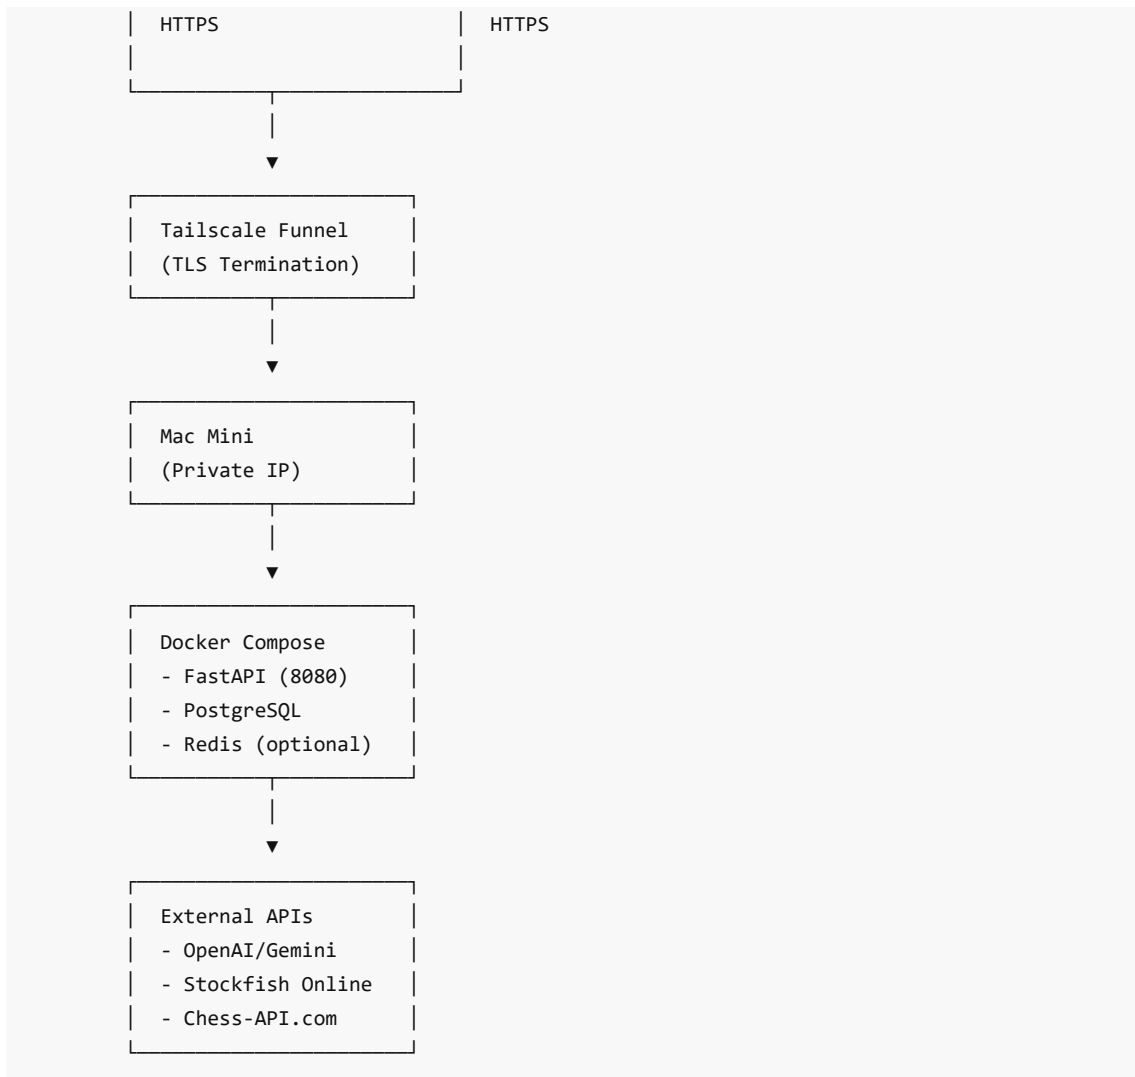 HTTPS HTTPS
Tailscale Funnel
(TLS Termination)
Mac Mini
(Private IP)
Docker Compose
- FastAPI (8080)
- PostgreSQL
- Redis (optional)
External APIs
- OpenAI/Gemini
- Stockfish Online
- Chess-API.com